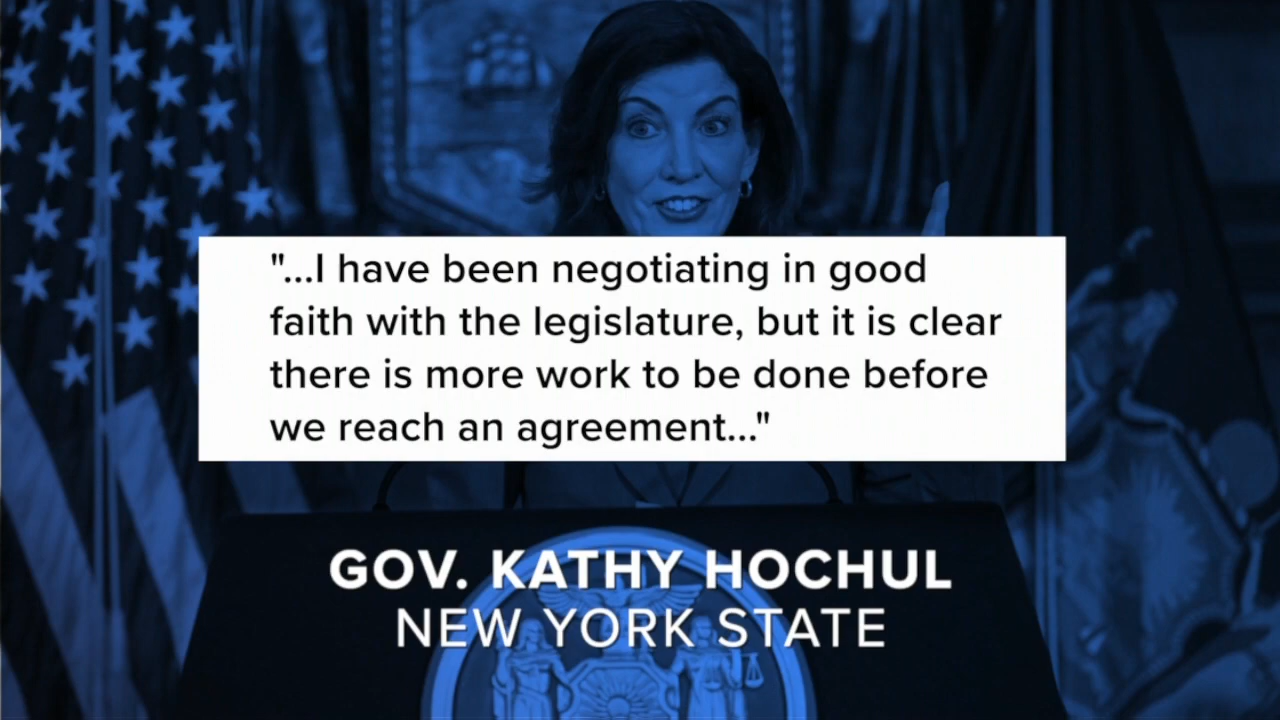 "...I have been negotiating in good
faith with the legislature, but it is clear
there is more work to be done before
we reach an agreement..."
GOV. KATHY HOCHUL
NEW YORK STATE